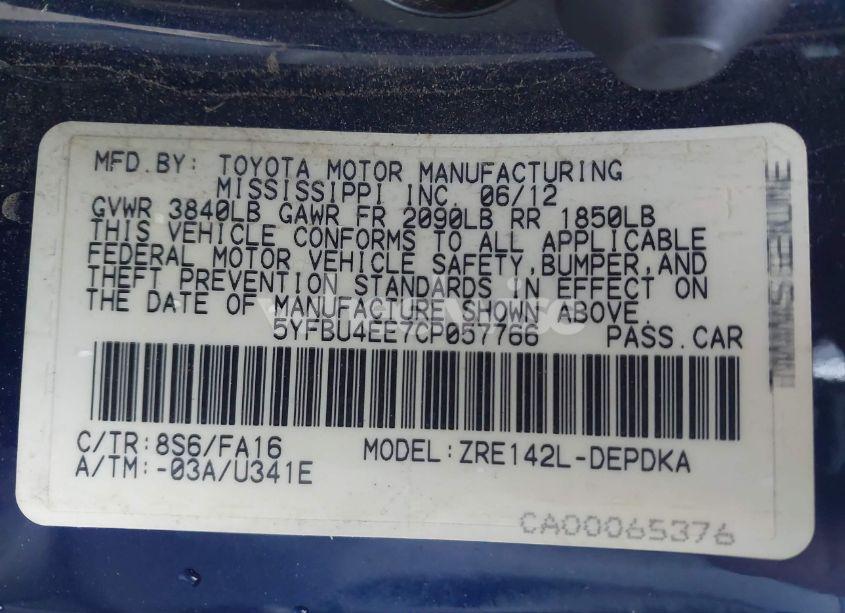 MFD.BY: TOYOTA MOTOR MANUFACTURING
MISSISSIPPI INC. 06/12
GVWR 3840LB GAWR FR 2090LB RR 1850LB
THIS VEHICLE CONFORMS TO ALL APPLICABLE
FEDERAL MOTOR VEHICLE SAFETY,BUMPER,AND
THEFT PREVENTION STANDARDS IN EFFECT ON
THE DATE OF MANUFACTURE SHOWN ABOVE.
5YFBU4EE7CP057766 PASS.CAR
C/TR:8S6/FA16 MODEL:ZRE142L-DEPDKA
A/TM:-03A/U341E
CA00065376